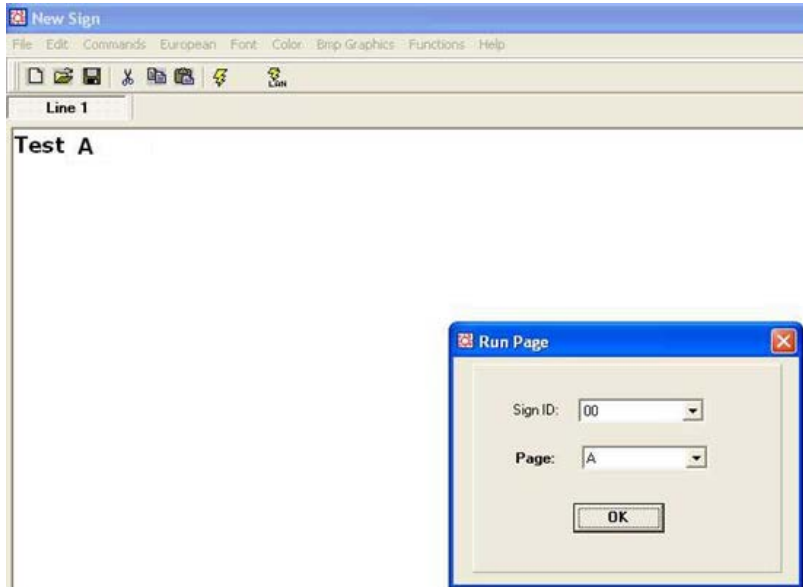 New Sign
File Edit Commands European Font Color Bmp Graphics Functions Help
LAN
Line 1
Test A
Run Page
Sign ID: 00
Page: A
OK